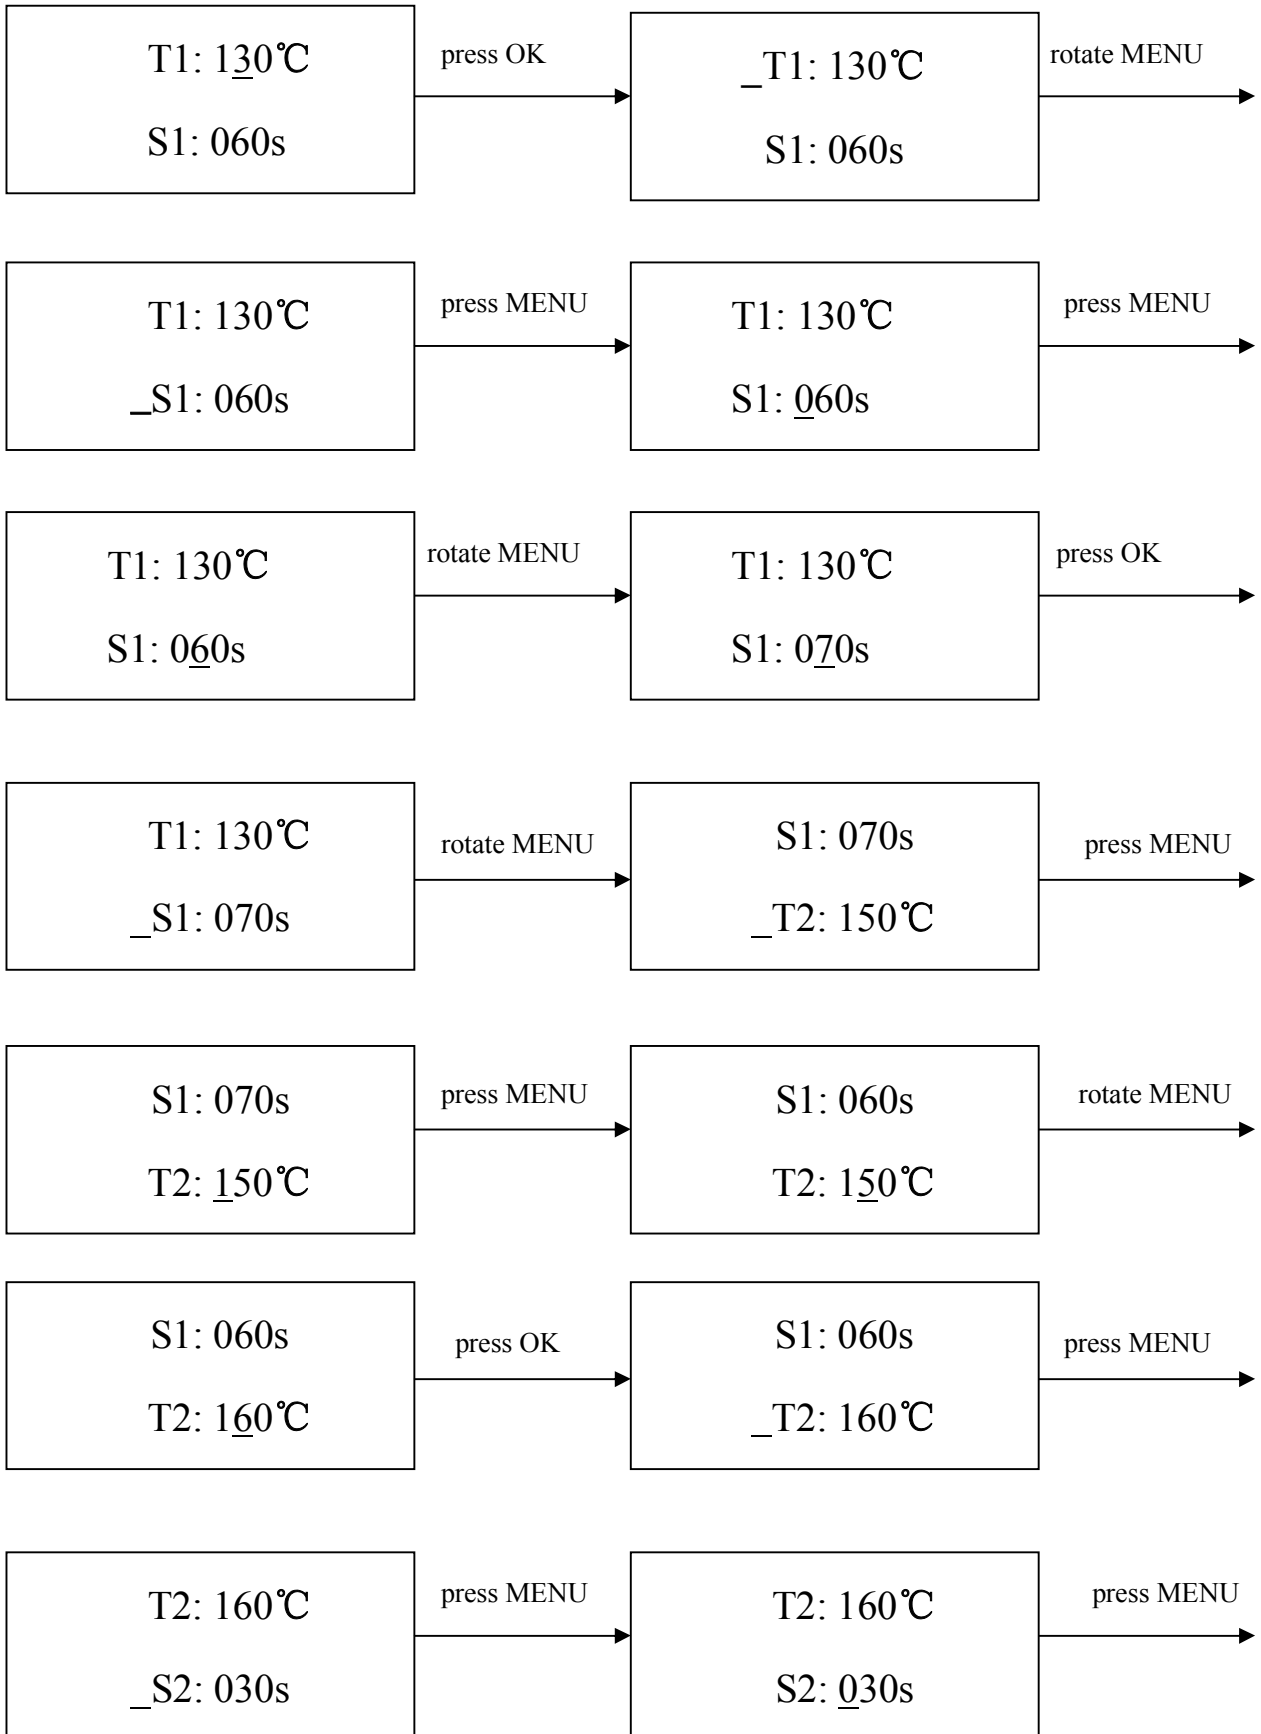 T1: 130℃
S1: 060s
press OK
_T1: 130℃
S1: 060s
rotate MENU
T1: 130℃
_S1: 060s
press MENU
T1: 130℃
S1: 060s
press MENU
T1: 130℃
S1: 060s
rotate MENU
T1: 130℃
S1: 070s
press OK
T1: 130℃
_S1: 070s
rotate MENU
S1: 070s
_T2: 150℃
press MENU
S1: 070s
T2: 150℃
press MENU
S1: 060s
T2: 150℃
rotate MENU
S1: 060s
T2: 160℃
press OK
S1: 060s
_T2: 160℃
press MENU
T2: 160℃
_S2: 030s
press MENU
T2: 160℃
S2: 030s
press MENU